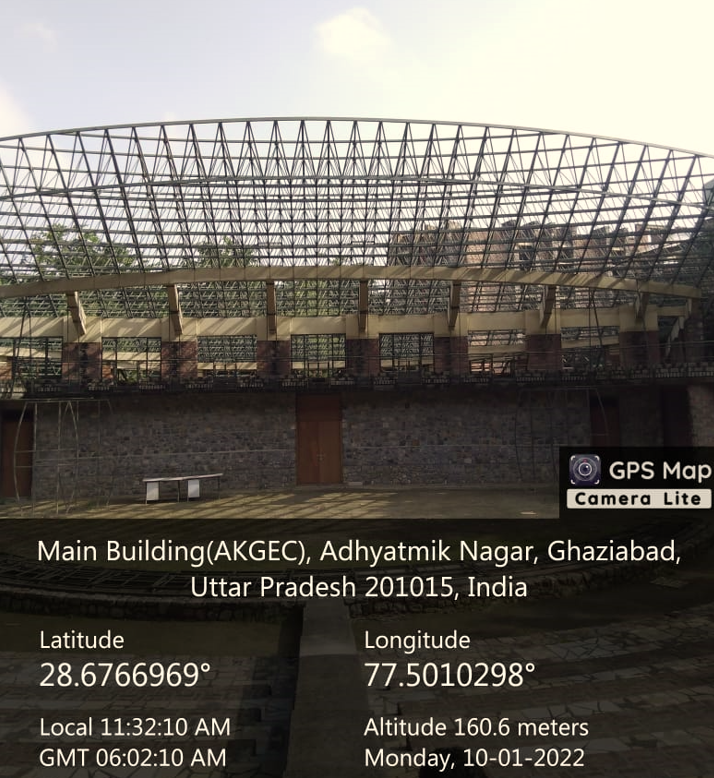 GPS Map
Camera Lite
Main Building(AKGEC), Adhyatmik Nagar, Ghaziabad,
Uttar Pradesh 201015, India
Latitude
28.6766969°
Longitude
77.5010298°
Local 11:32:10 AM
GMT 06:02:10 AM
Altitude 160.6 meters
Monday, 10-01-2022